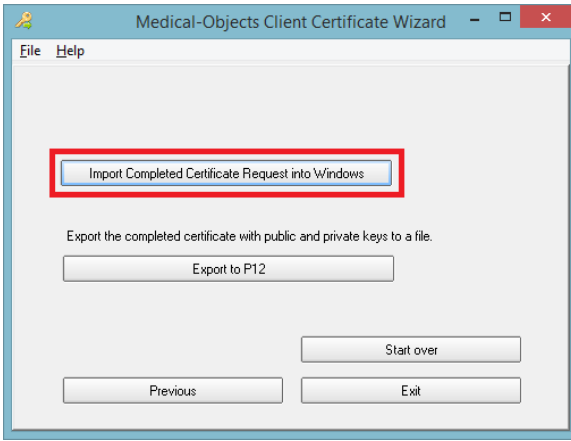 Medical-Objects Client Certificate Wizard
File Help
Import Completed Certificate Request into Windows
Export the completed certificate with public and private keys to a file.
Export to P12
Start over
Previous Exit